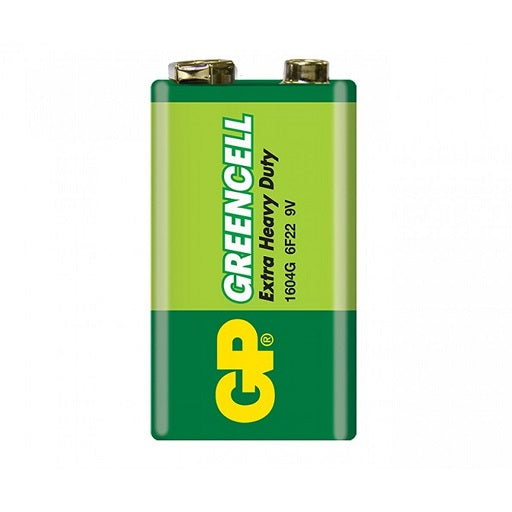 GP®
GREENCELL
Extra Heavy Duty
1604G 6F22 9V